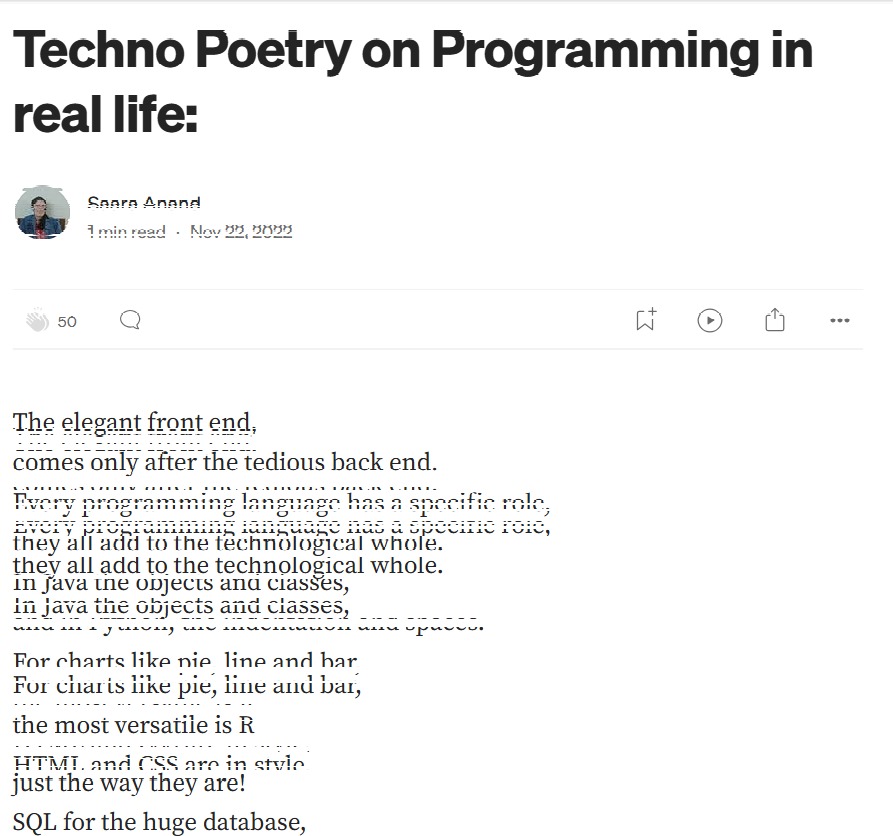 Techno Poetry on Programming in
real life:
Saara Anand
1 min read · Nov 22, 2022
50
The elegant front end,
comes only after the tedious back end.
Every programming language has a specific role,
Every programming language has a specific role,
they all add to the technological whole.
they all add to the technological whole.
In Java the objects and classes,
In Java the objects and classes,
and in Python, the indentation and spaces.
For charts like pie, line and bar,
For charts like pie, line and bar,
the most versatile is R
HTML and CSS are in style
just the way they are!
SQL for the huge database,